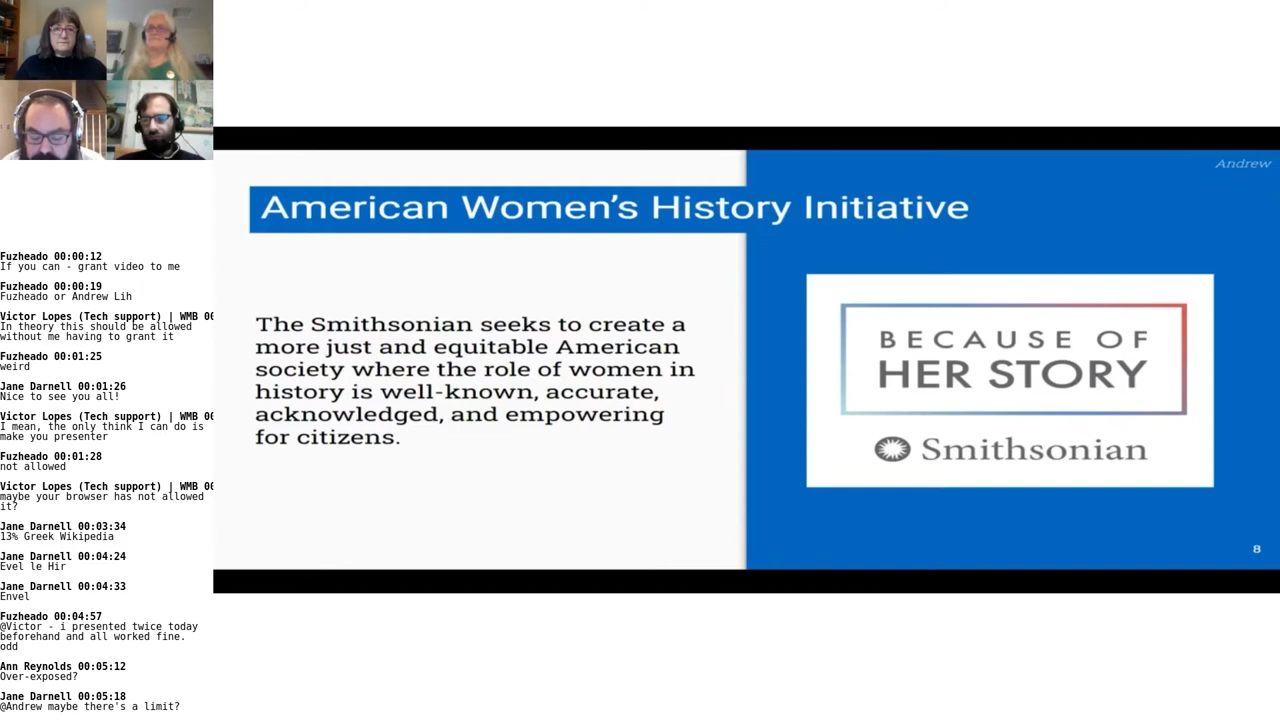 Fuzheado 00:00:12
If you can - grant video to me
Fuzheado 00:00:19
Fuzheado or Andrew Lih
Victor Lopes (Tech support) | WMB 00
In theory this should be allowed
without me having to grant it
Fuzheado 00:01:25
weird
Jane Darnell 00:01:26
Nice to see you all!
Victor Lopes (Tech support) | WMB 00
I mean, the only think I can do is
make you presenter
Fuzheado 00:01:28
not allowed
Victor Lopes (Tech support) | WMB 00
maybe your browser has not allowed
it?
Jane Darnell 00:03:34
13% Greek Wikipedia
Jane Darnell 00:04:24
Evel le Hir
Jane Darnell 00:04:33
Envel
Fuzheado 00:04:57
@Victor - i presented twice today
beforehand and all worked fine.
odd
Ann Reynolds 00:05:12
Over-exposed?
Jane Darnell 00:05:18
@Andrew maybe there's a limit?
Andrew
American Women's History Initiative
The Smithsonian seeks to create a
more just and equitable American
society where the role of women in
history is well-known, accurate,
acknowledged, and empowering
for citizens.
BECAUSE OF
HER STORY
Smithsonian
8